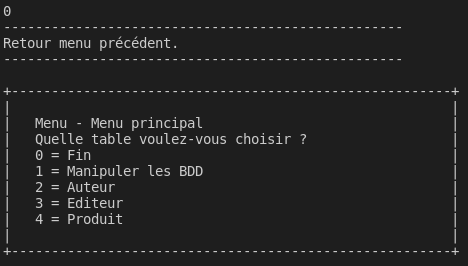 0
--------------------------------------------------
Retour menu précédent.
--------------------------------------------------
+-------------------------------------------------------+
|                                                       |
|   Menu - Menu principal                               |
|   Quelle table voulez-vous choisir ?                  |
|   0 = Fin                                             |
|   1 = Manipuler les BDD                               |
|   2 = Auteur                                          |
|   3 = Editeur                                         |
|   4 = Produit                                         |
|                                                       |
+-------------------------------------------------------+